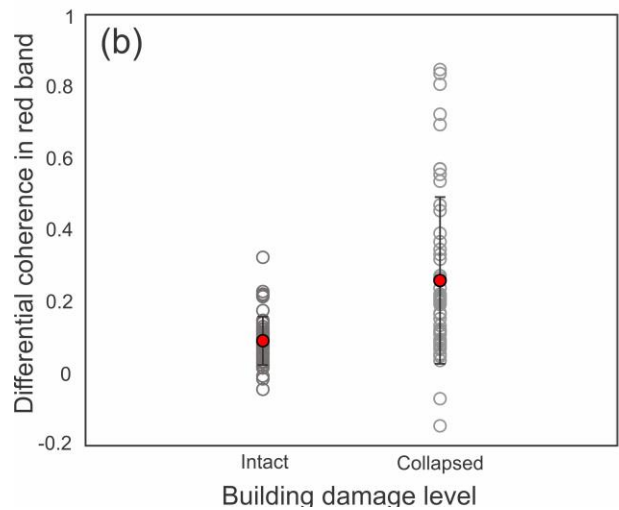 (b)
Differential coherence in red band
1
0.8
0.6
0.4
0.2
0
-0.2
Intact
Collapsed
Building damage level